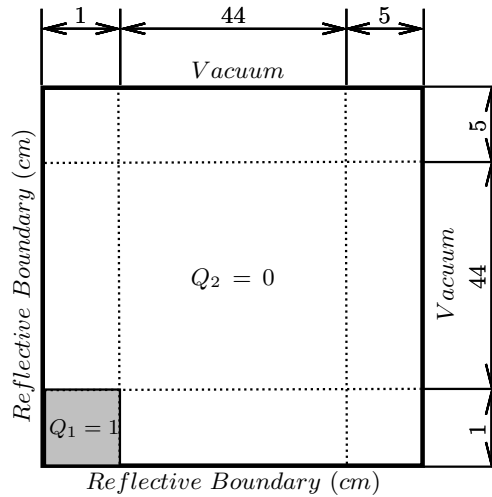 1 44 5
Vacuum
Reflective Boundary (cm)
5
Q₂ = 0
Vacuum
44
Q₁ = 1
1
Reflective Boundary (cm)